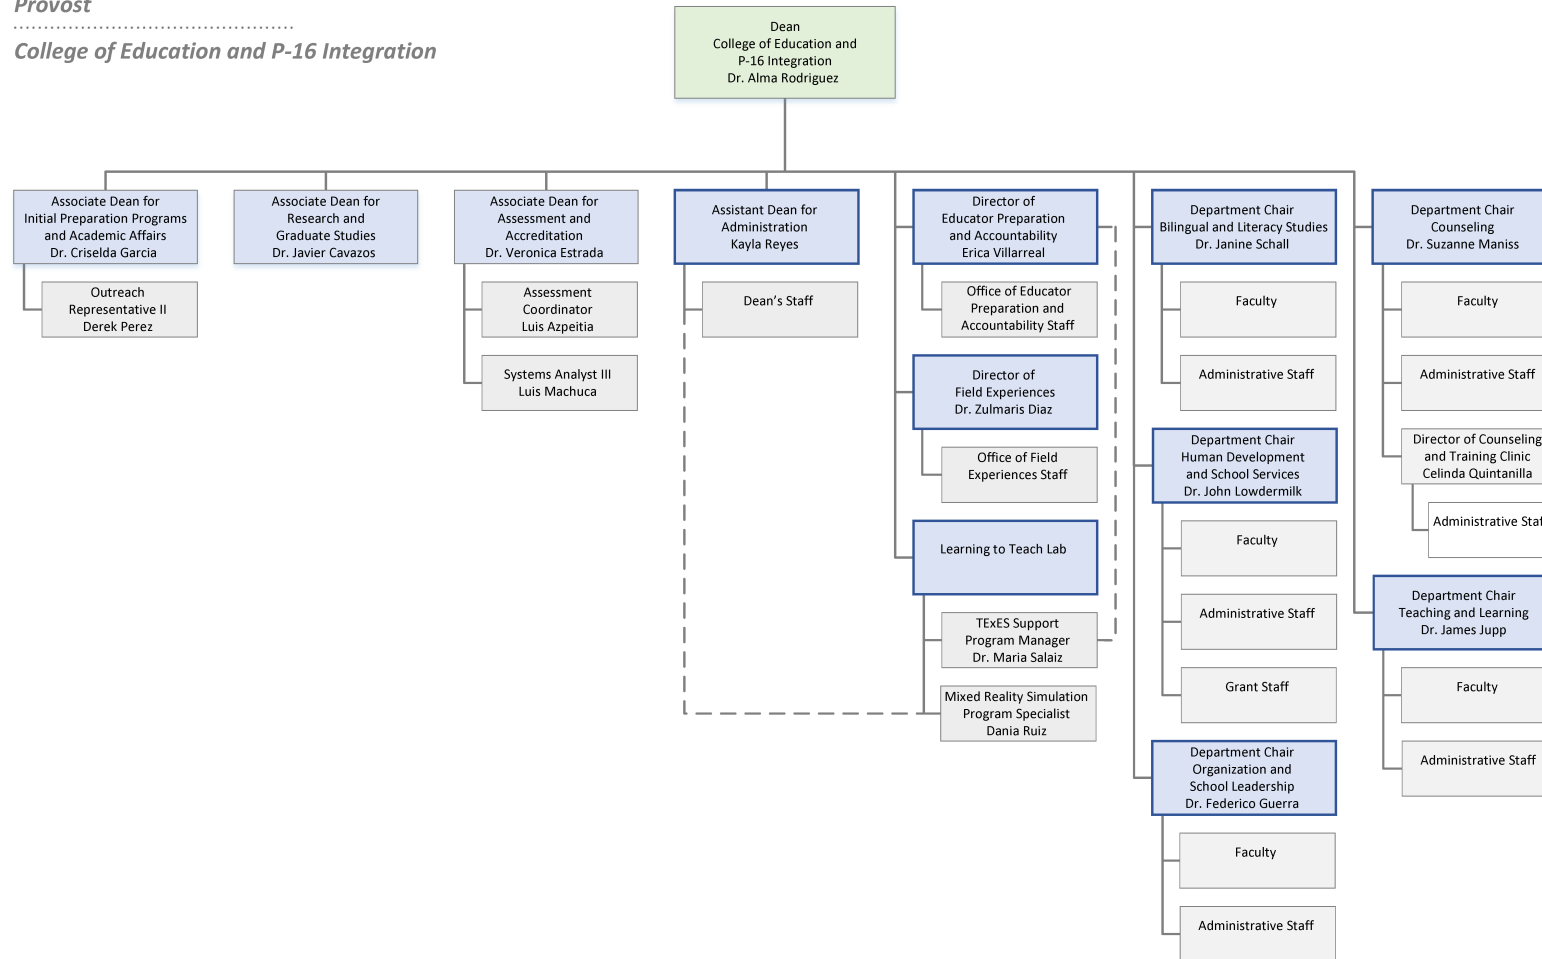 Provost
College of Education and P-16 Integration
Dean
College of Education and
P-16 Integration
Dr. Alma Rodriguez
Associate Dean for
Initial Preparation Programs
and Academic Affairs
Dr. Criselda Garcia
Outreach
Representative II
Derek Perez
Associate Dean for
Research and
Graduate Studies
Dr. Javier Cavazos
Associate Dean for
Assessment and
Accreditation
Dr. Veronica Estrada
Assessment
Coordinator
Luis Azpeitia
Systems Analyst III
Luis Machuca
Assistant Dean for
Administration
Kayla Reyes
Dean’s Staff
Director of
Educator Preparation
and Accountability
Erica Villarreal
Office of Educator
Preparation and
Accountability Staff
Director of
Field Experiences
Dr. Zulmaris Diaz
Office of Field
Experiences Staff
Learning to Teach Lab
TExES Support
Program Manager
Dr. Maria Salaiz
Mixed Reality Simulation
Program Specialist
Dania Ruiz
Department Chair
Bilingual and Literacy Studies
Dr. Janine Schall
Faculty
Administrative Staff
Department Chair
Human Development
and School Services
Dr. John Lowdermilk
Faculty
Administrative Staff
Grant Staff
Department Chair
Organization and
School Leadership
Dr. Federico Guerra
Faculty
Administrative Staff
Department Chair
Counseling
Dr. Suzanne Maniss
Faculty
Administrative Staff
Director of Counseling
and Training Clinic
Celinda Quintanilla
Administrative Staf
Department Chair
Teaching and Learning
Dr. James Jupp
Faculty
Administrative Staff